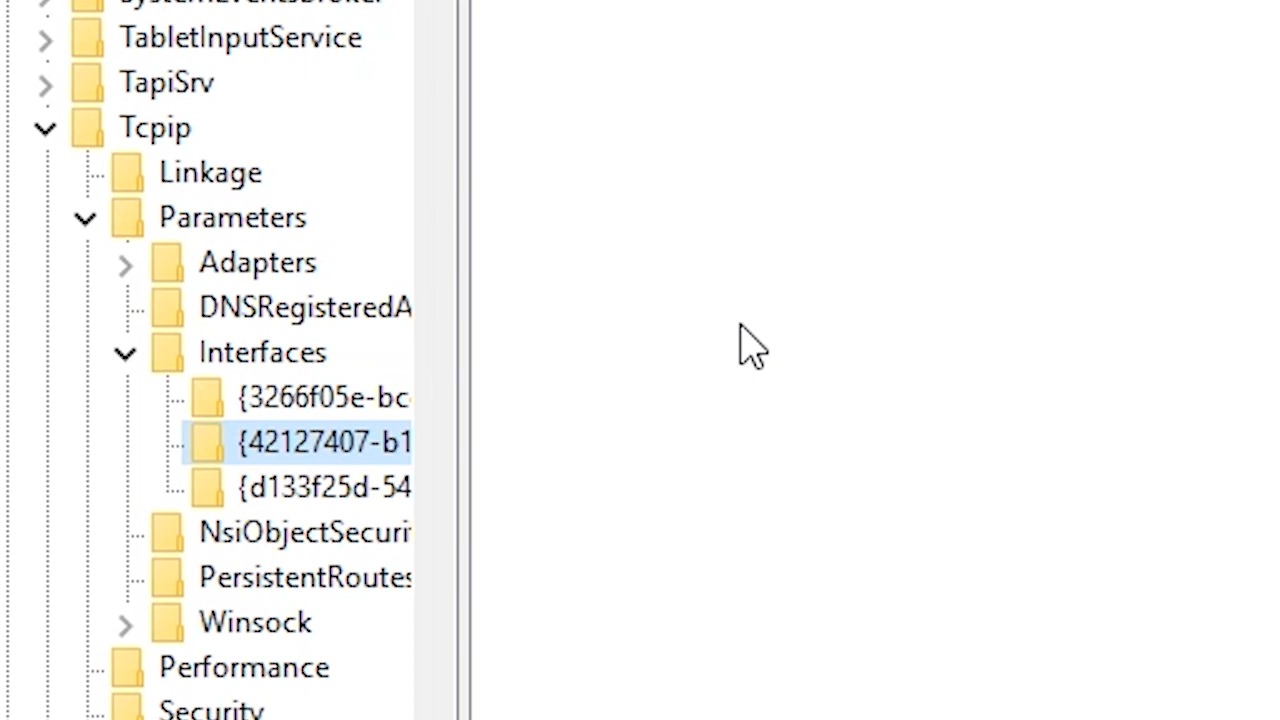 SystemEventsBroker
TabletInputService
TapiSrv
Tcpip
Linkage
Parameters
Adapters
DNSRegisteredA
Interfaces
{3266f05e-bc
{42127407-b1
{d133f25d-54
NsiObjectSecuri
PersistentRoutes
Winsock
Performance
Security